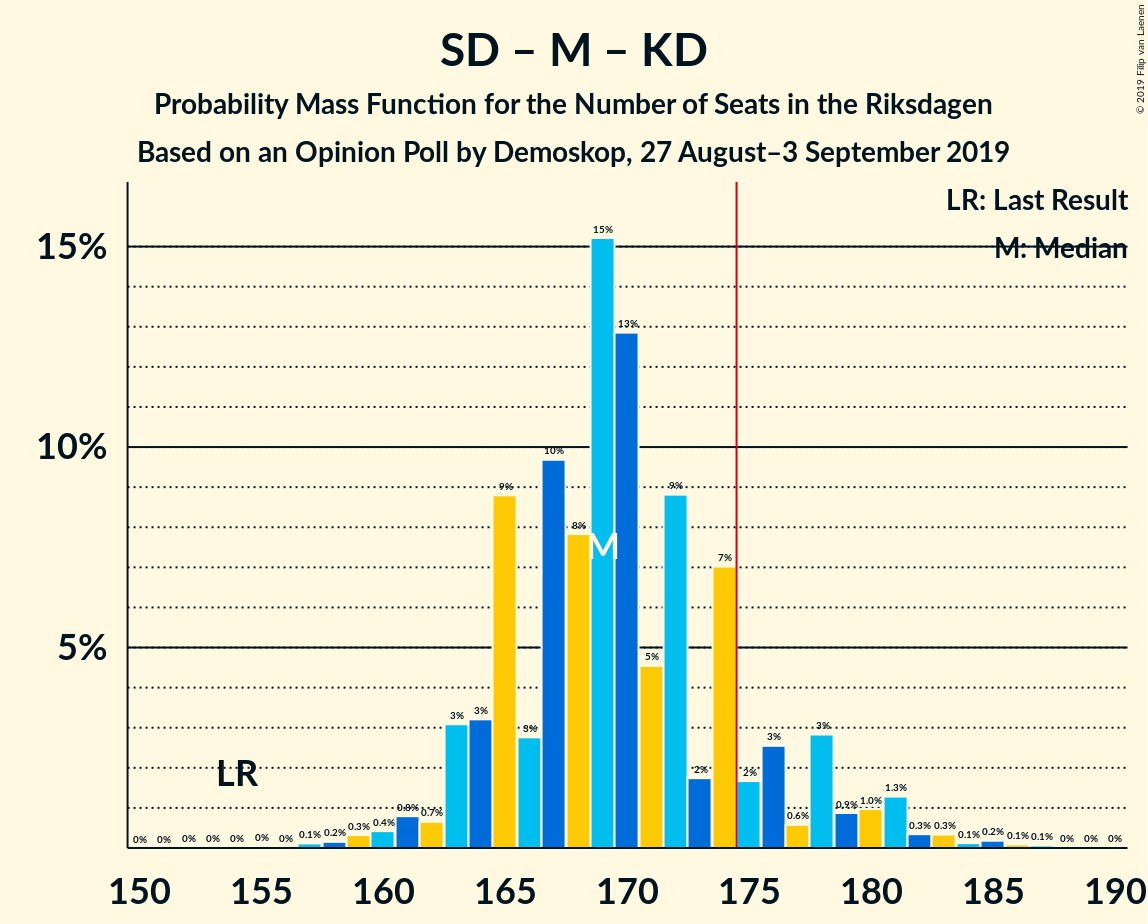 SD – M – KD
Probability Mass Function for the Number of Seats in the Riksdagen
Based on an Opinion Poll by Demoskop, 27 August–3 September 2019
© 2019 Filip van Laenen
LR: Last Result
M: Median
15%
10%
5%
0% 0% 0% 0% 0% 0% 0% 0.1% 0.2% 0.3% 0.4% 0.8% 0.7% 3% 3% 9% 3% 10% 8% 15% 13% 5% 9% 2% 7% 2% 3% 0.6% 3% 0.9% 1.0% 1.3% 0.3% 0.3% 0.1% 0.2% 0.1% 0.1% 0% 0% 0%
M
LR
150 155 160 165 170 175 180 185 190